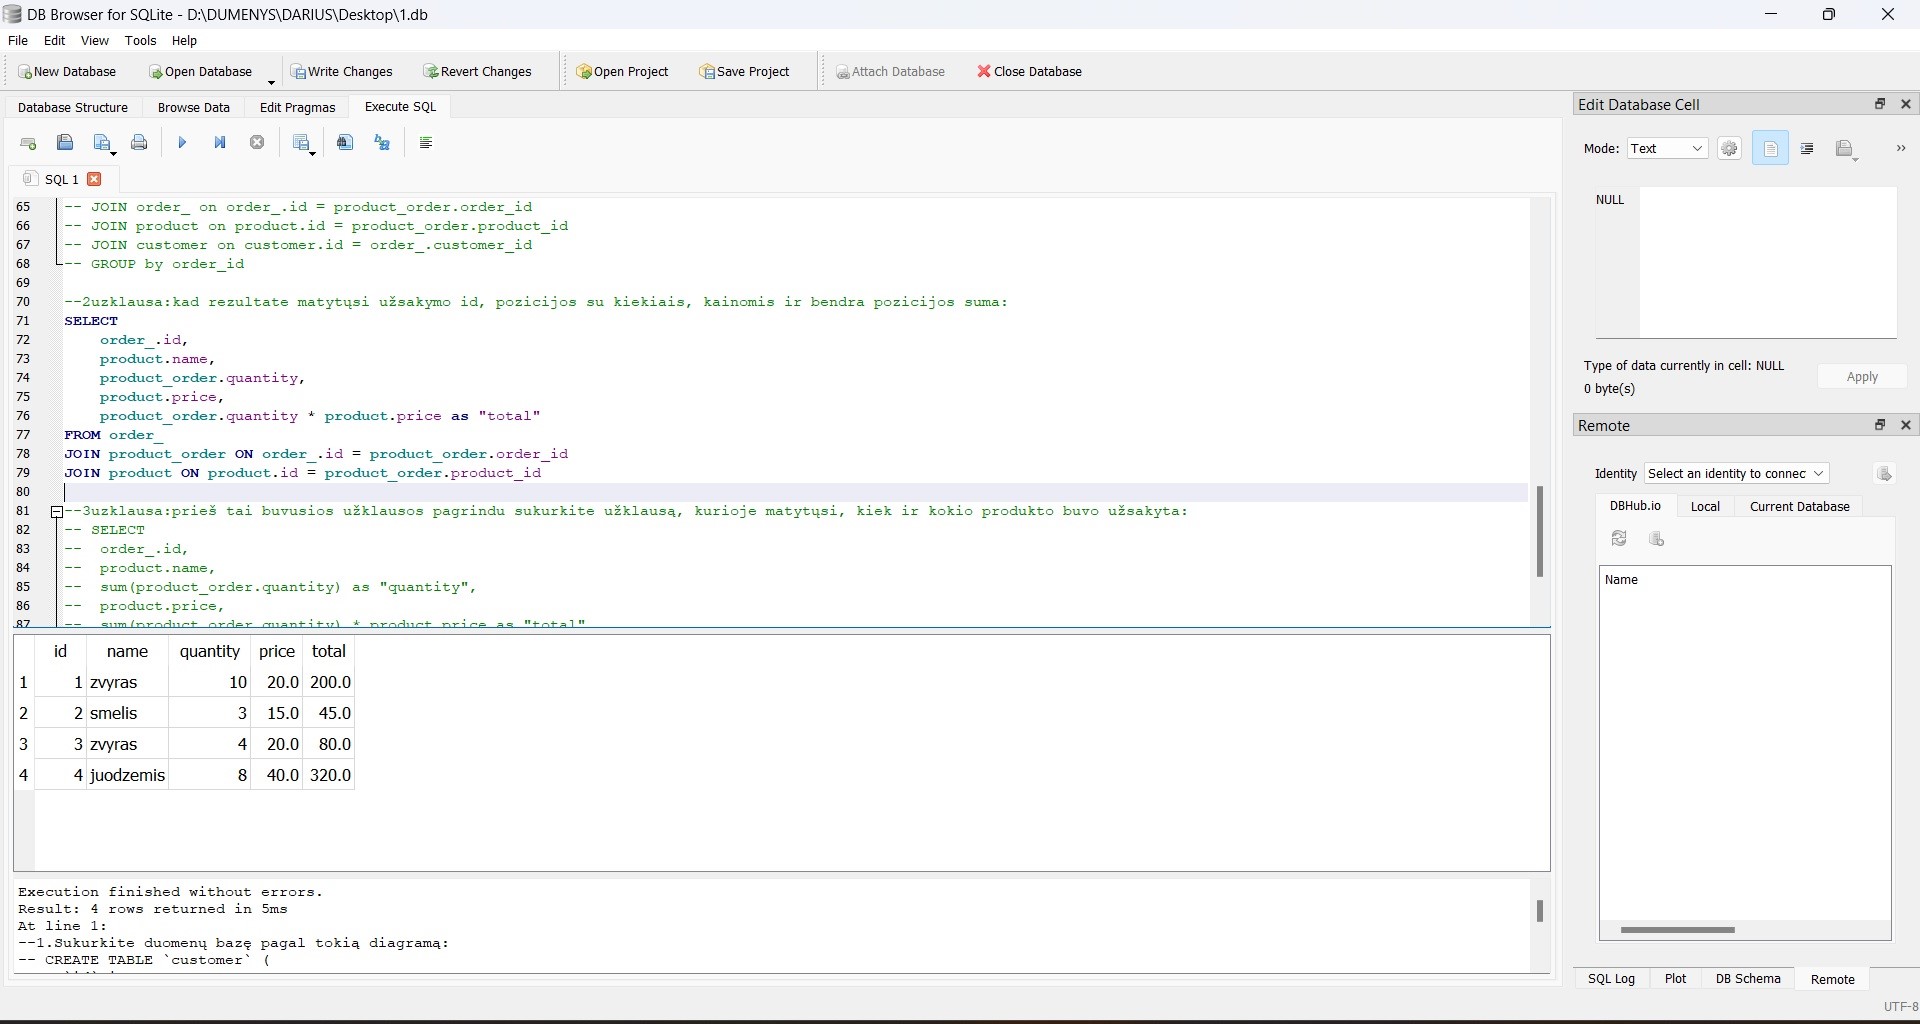 DB Browser for SQLite - D:\DUMENYS\DARIUS\Desktop\1.db
File Edit View Tools Help
New Database Open Database Write Changes Revert Changes Open Project Save Project Attach Database Close Database
Database Structure Browse Data Edit Pragmas Execute SQL
SQL 1
65 -- JOIN order_ on order_.id = product_order.order_id
66 -- JOIN product on product.id = product_order.product_id
67 -- JOIN customer on customer.id = order_.customer_id
68 -- GROUP by order_id
69
70 --2uzklausa:kad rezultate matytųsi užsakymo id, pozicijos su kiekiais, kainomis ir bendra pozicijos suma:
71 SELECT
72 order_.id,
73 product.name,
74 product_order.quantity,
75 product.price,
76 product_order.quantity * product.price as "total"
77 FROM order_
78 JOIN product_order ON order_.id = product_order.order_id
79 JOIN product ON product.id = product_order.product_id
80
81 --3uzklausa:prieš tai buvusios užklausos pagrindu sukurkite užklausą, kurioje matytųsi, kiek ir kokio produkto buvo užsakyta:
82 -- SELECT
83 -- order_.id,
84 -- product.name,
85 -- sum(product_order.quantity) as "quantity",
86 -- product.price,
87 -- sum(product_order.quantity) * product.price as "total"
id name quantity price total
1 1 zvyras 10 20.0 200.0
2 2 smelis 3 15.0 45.0
3 3 zvyras 4 20.0 80.0
4 4 juodzemis 8 40.0 320.0
Execution finished without errors.
Result: 4 rows returned in 5ms
At line 1:
--1.Sukurkite duomenų bazę pagal tokią diagramą:
-- CREATE TABLE `customer` (
Edit Database Cell
Mode: Text
NULL
Type of data currently in cell: NULL
0 byte(s)
Apply
Remote
Identity Select an identity to connec
DBHub.io Local Current Database
Name
SQL Log Plot DB Schema Remote
UTF-8